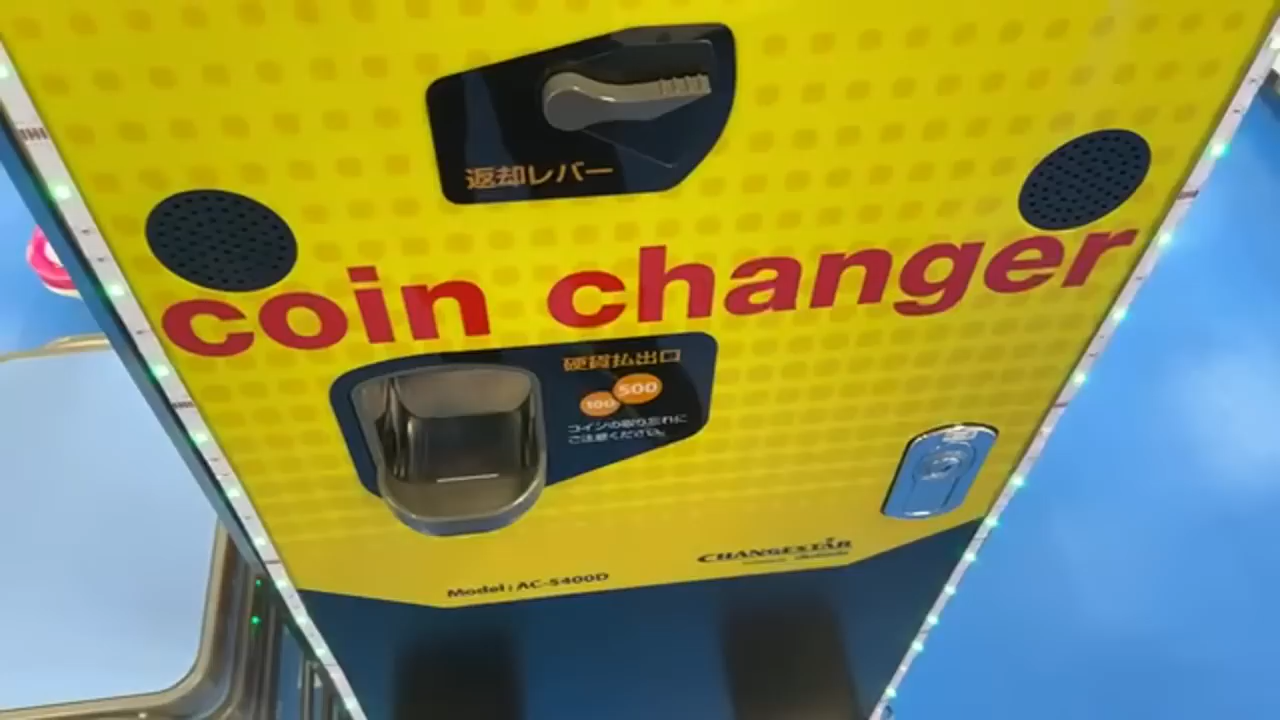 返却レバー
coin changer
硬貨払出口
100 500
コインの取り忘れに
ご注意ください。
CHANGESTAR
Model : AC-5400D